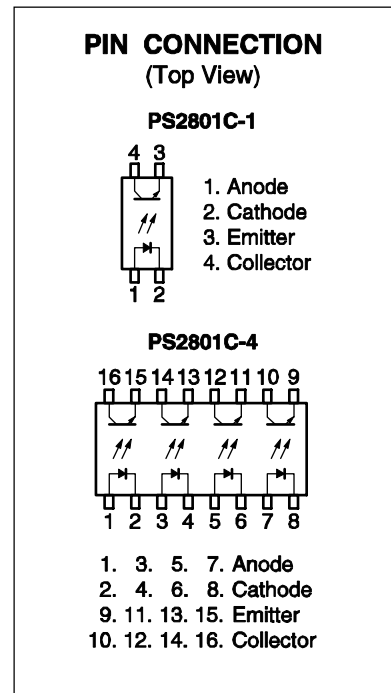 PIN CONNECTION
(Top View)
PS2801C-1
4 3
1. Anode
2. Cathode
3. Emitter
4. Collector
1 2
PS2801C-4
16 15 14 13 12 11 10 9
1 2 3 4 5 6 7 8
1. 3. 5. 7. Anode
2. 4. 6. 8. Cathode
9. 11. 13. 15. Emitter
10. 12. 14. 16. Collector